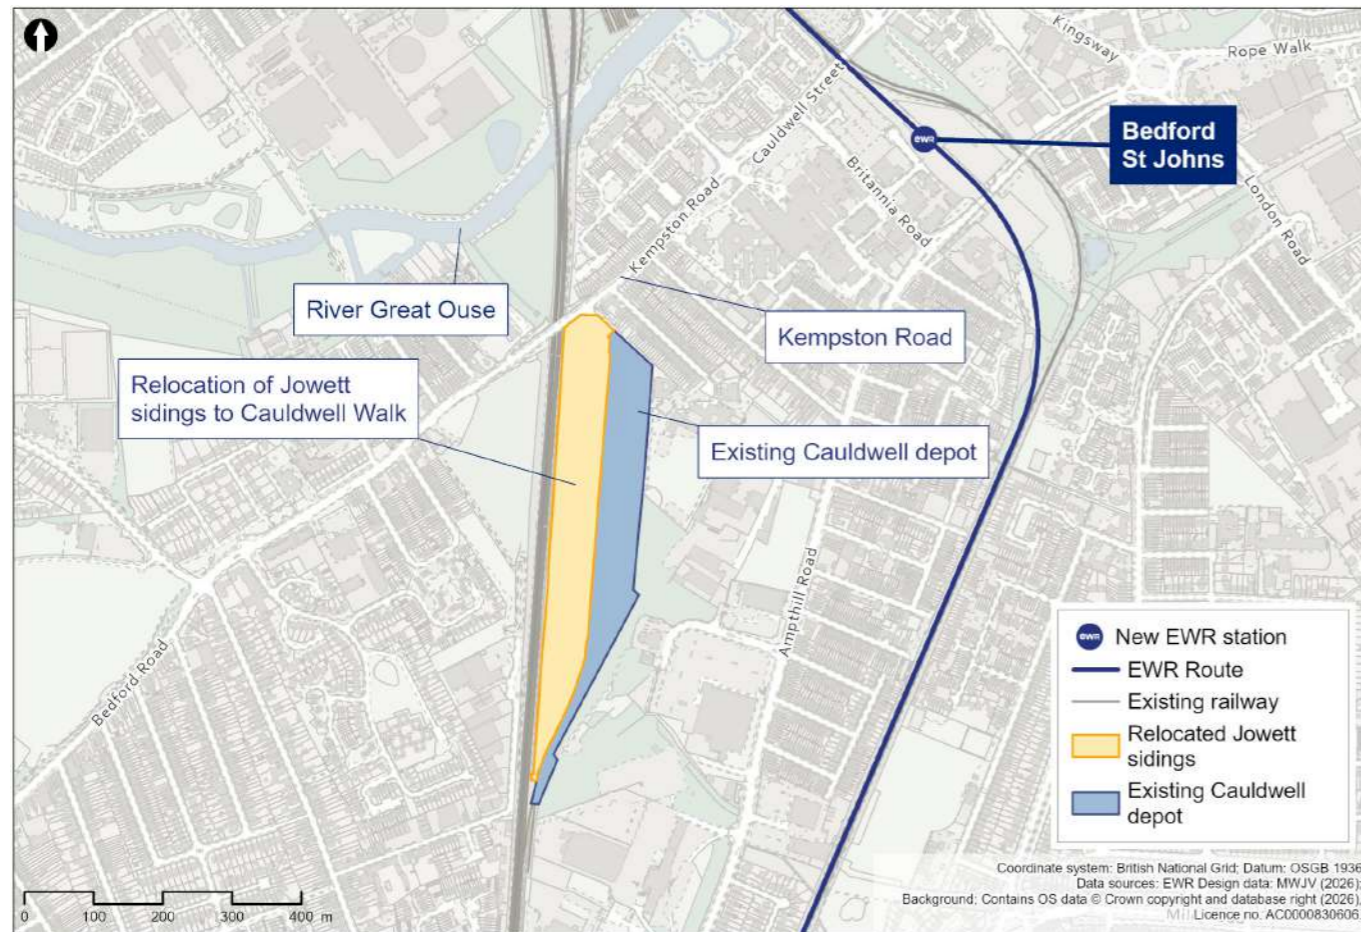 Kingsway
Rope Walk
Cauldwell Street
ewr
Bedford
St Johns
Britannia Road
London Road
Kempston Road
River Great Ouse
Kempston Road
Relocation of Jowett
sidings to Cauldwell Walk
Existing Cauldwell depot
Ampthill Road
Bedford Road
ewr
New EWR station
EWR Route
Existing railway
Relocated Jowett
sidings
Existing Cauldwell
depot
0 100 200 300 400 m
Coordinate system: British National Grid; Datum: OSGB 1936
Data sources: EWR Design data: MWJV (2026);
Background; Contains OS data © Crown copyright and database right (2026),
Licence no. AC0000830606.